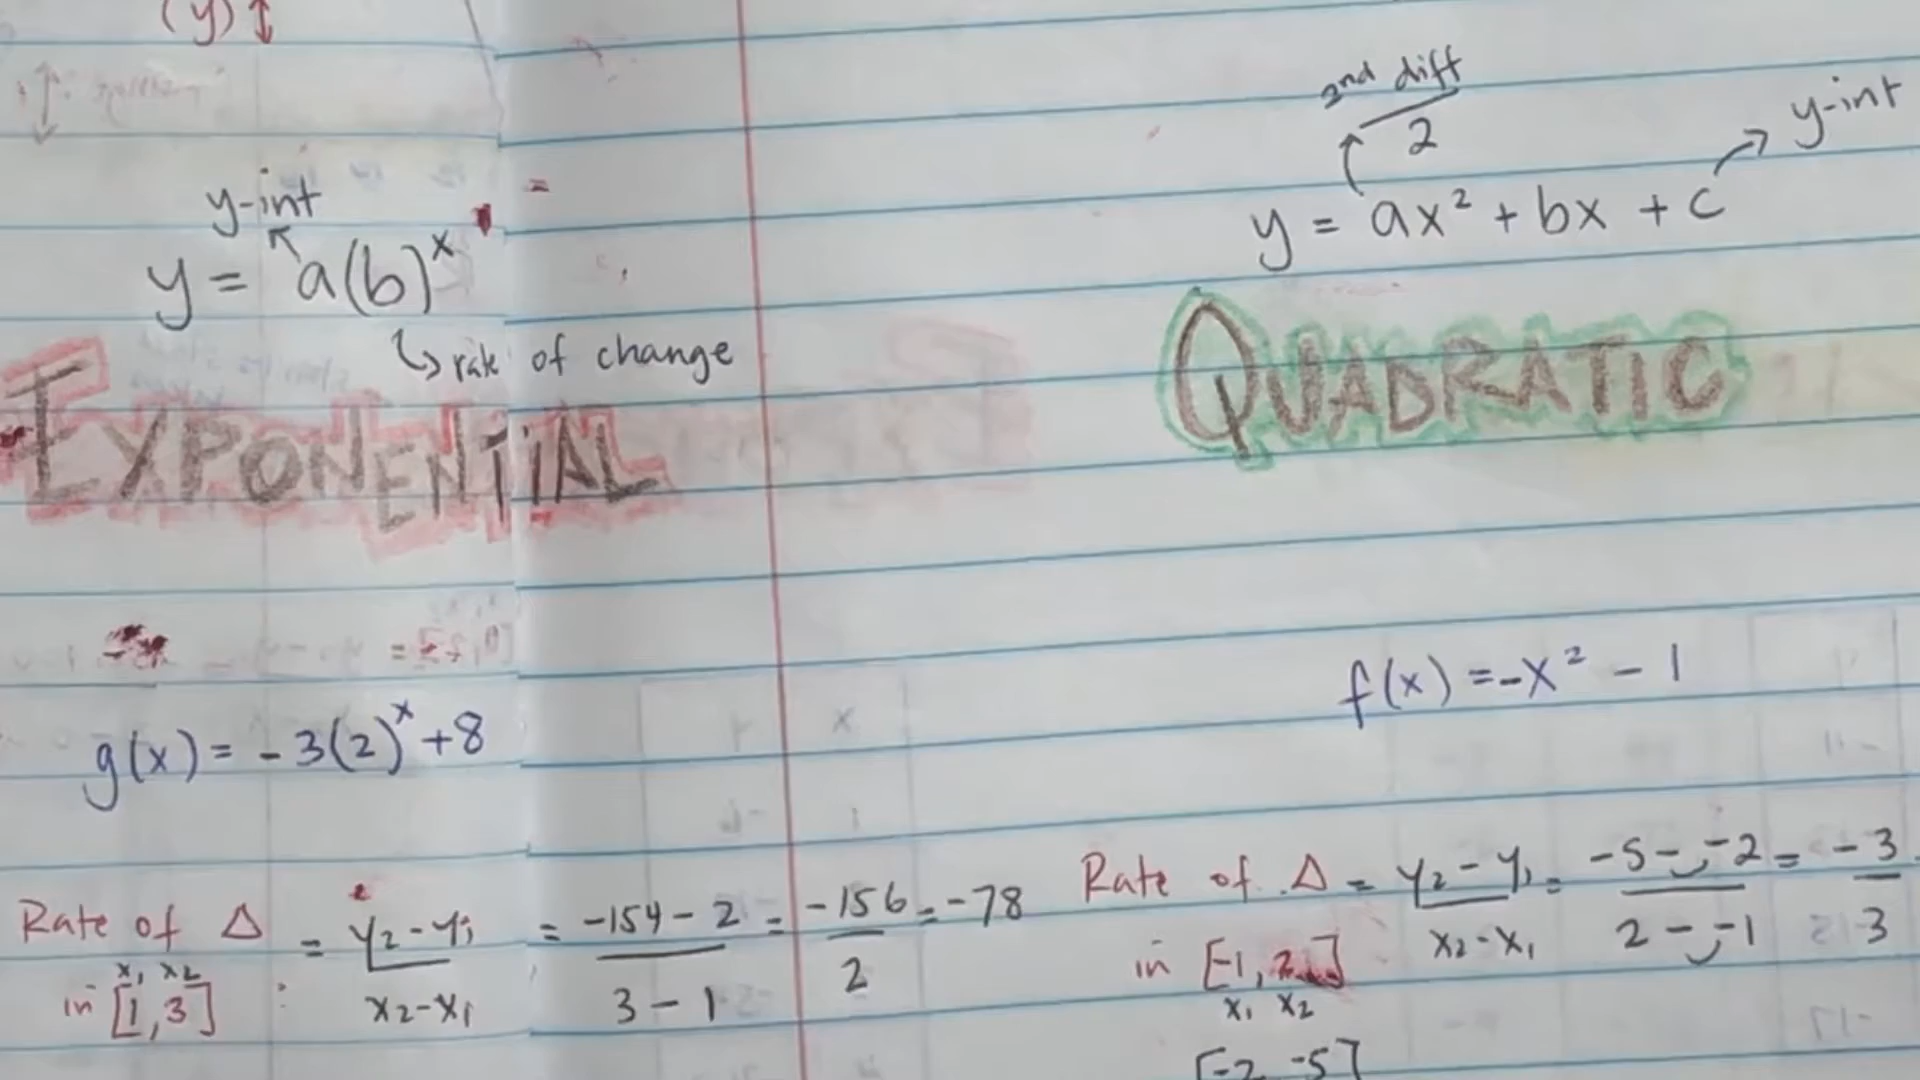 (y) ↕
y-int
y = a(b)^x
↳ rate of change
EXPONENTIAL
g(x) = -3(2)^x +8
Rate of Δ = y₂-y₁ / x₂-x₁ = -154-2 / 3-1 = -156 / 2 = -78
x₁ x₂
in [1,3] :
2nd diff / 2
y-int
y = ax² + bx + c
QUADRATIC
f(x) = -x² - 1
Rate of Δ = y₂-y₁ / x₂-x₁ = -5--2 / 2--1 = -3 / 3
in [-1, 2]
x₁ x₂
[-2 -5]